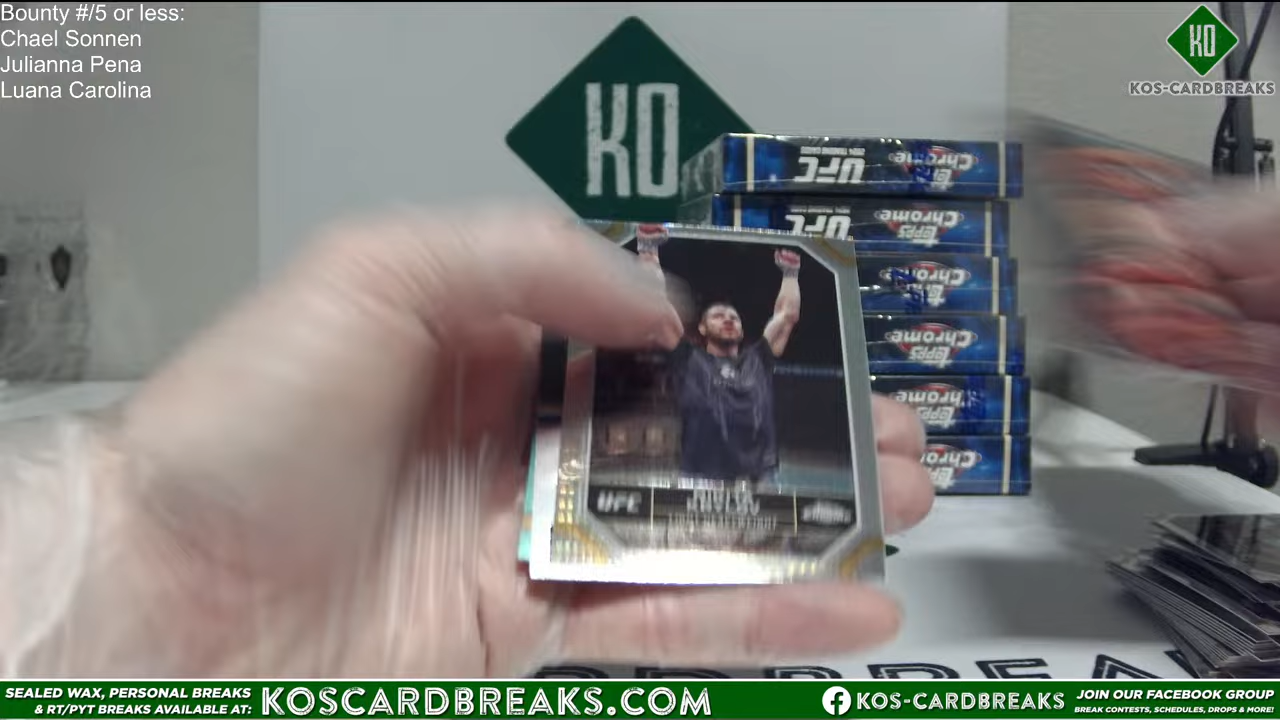 Bounty #/5 or less:
Chael Sonnen
Julianna Pena
Luana Carolina
KO
KOS-CARDBREAKS
KO
UFC
Topps
Chrome
UFC
Topps
Chrome
Topps
Chrome
Topps
Chrome
Topps
Chrome
Topps
Chrome
UFC
SEALED WAX, PERSONAL BREAKS
& RT/PYT BREAKS AVAILABLE AT:
KOSCARDBREAKS.COM
KOS-CARDBREAKS
JOIN OUR FACEBOOK GROUP
BREAK CONTESTS, SCHEDULES, DROPS & MORE!